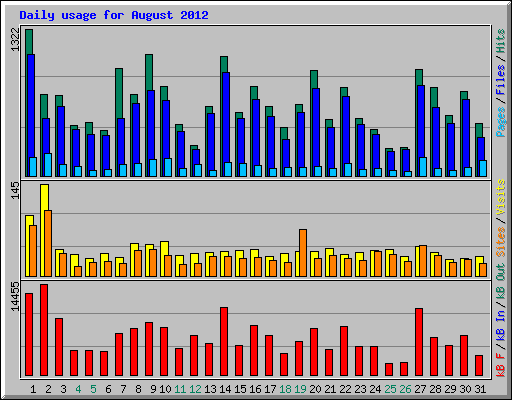 Daily usage for August 2012
1322
Pages / Files / Hits
145
Sites / Visits
14455
kB F / kB In / kB Out
1 2 3 4 5 6 7 8 9 10 11 12 13 14 15 16 17 18 19 20 21 22 23 24 25 26 27 28 29 30 31